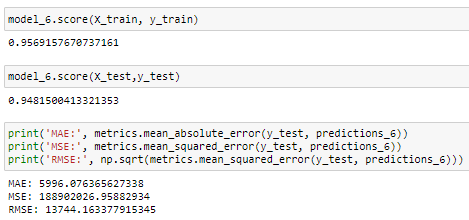 model_6.score(X_train, y_train)
0.9569157670737161
model_6.score(X_test,y_test)
0.9481500413321353
print('MAE:', metrics.mean_absolute_error(y_test, predictions_6))
print('MSE:', metrics.mean_squared_error(y_test, predictions_6))
print('RMSE:', np.sqrt(metrics.mean_squared_error(y_test, predictions_6)))
MAE: 5996.076365627338
MSE: 188902026.95882934
RMSE: 13744.163377915345